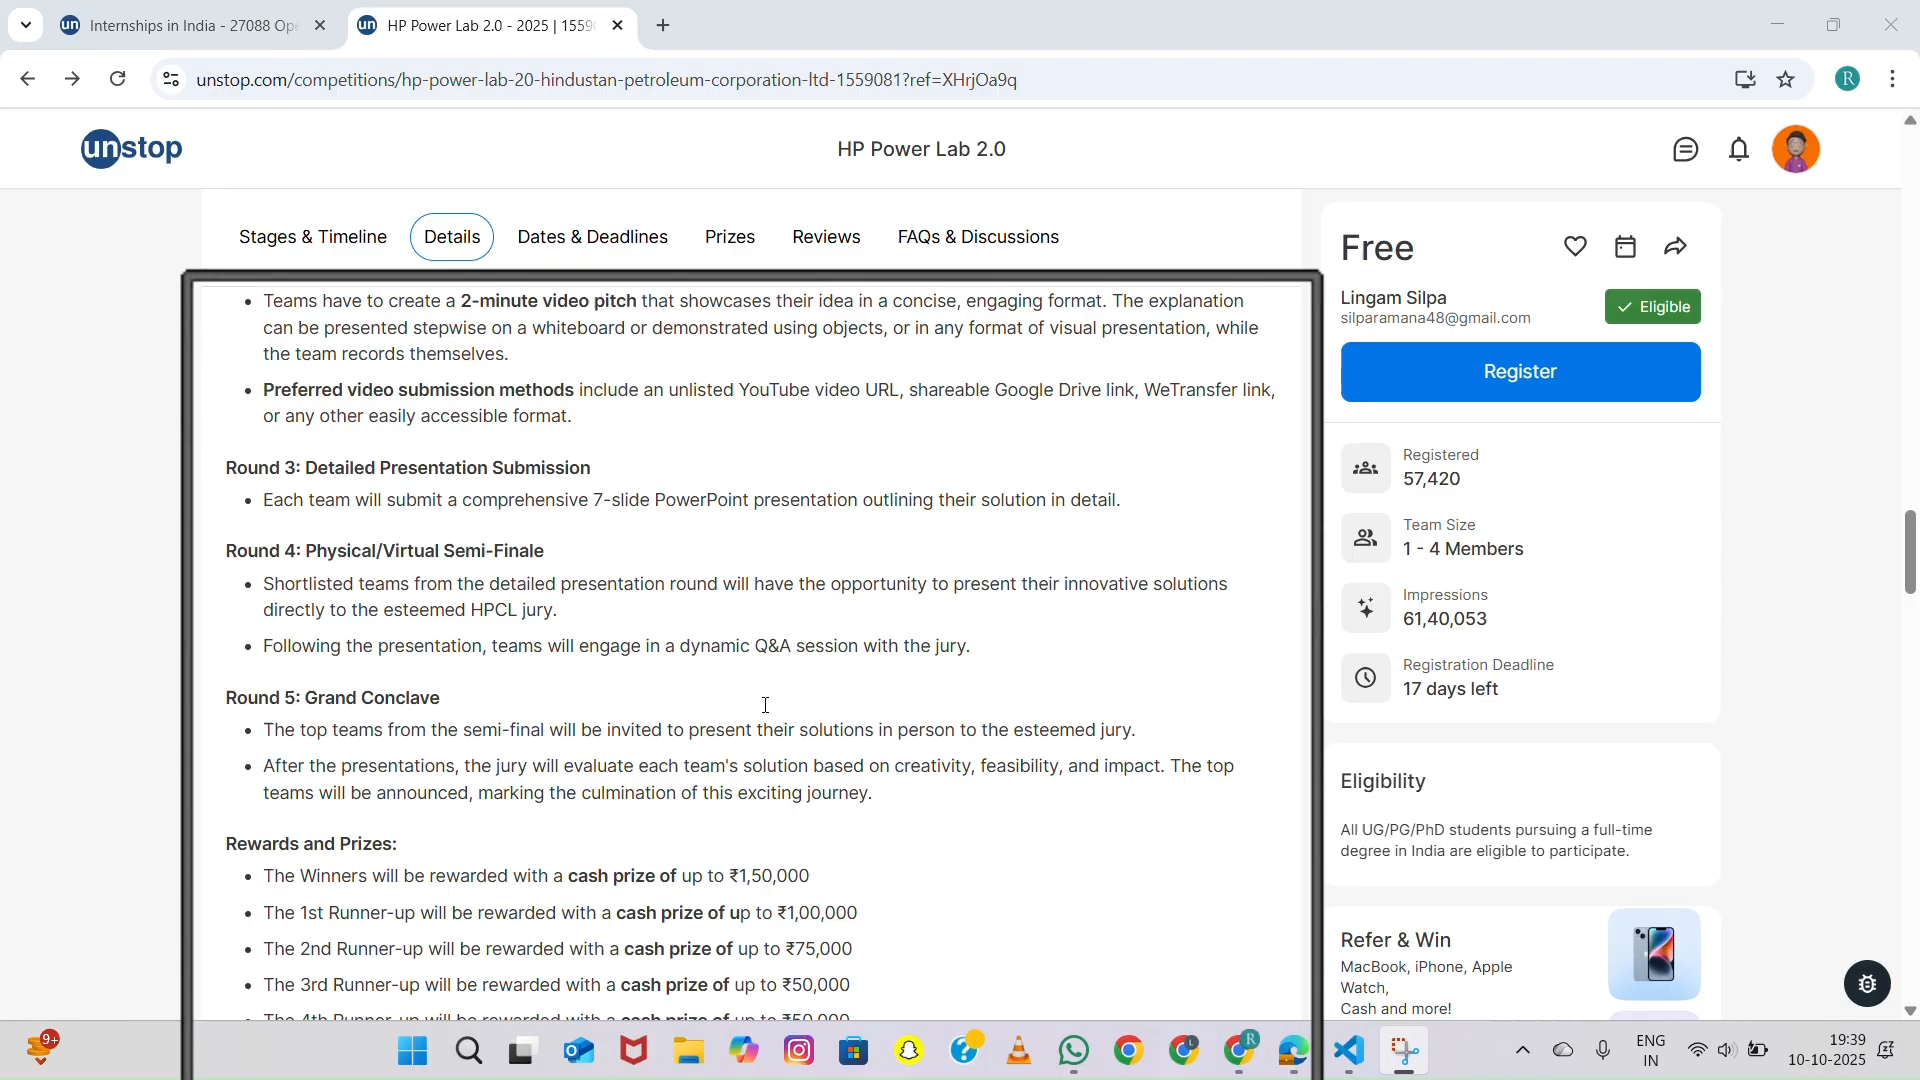 Internships in India - 27088 Ope
HP Power Lab 2.0 - 2025 | 1559
unstop.com/competitions/hp-power-lab-20-hindustan-petroleum-corporation-ltd-1559081?ref=XHrjOa9q
R
unstop
HP Power Lab 2.0
Stages & Timeline
Details
Dates & Deadlines
Prizes
Reviews
FAQs & Discussions
• Teams have to create a 2-minute video pitch that showcases their idea in a concise, engaging format. The explanation
can be presented stepwise on a whiteboard or demonstrated using objects, or in any format of visual presentation, while
the team records themselves.
• Preferred video submission methods include an unlisted YouTube video URL, shareable Google Drive link, WeTransfer link,
or any other easily accessible format.
Round 3: Detailed Presentation Submission
• Each team will submit a comprehensive 7-slide PowerPoint presentation outlining their solution in detail.
Round 4: Physical/Virtual Semi-Finale
• Shortlisted teams from the detailed presentation round will have the opportunity to present their innovative solutions
directly to the esteemed HPCL jury.
• Following the presentation, teams will engage in a dynamic Q&A session with the jury.
Round 5: Grand Conclave
• The top teams from the semi-final will be invited to present their solutions in person to the esteemed jury.
• After the presentations, the jury will evaluate each team's solution based on creativity, feasibility, and impact. The top
teams will be announced, marking the culmination of this exciting journey.
Rewards and Prizes:
• The Winners will be rewarded with a cash prize of up to ₹1,50,000
• The 1st Runner-up will be rewarded with a cash prize of up to ₹1,00,000
• The 2nd Runner-up will be rewarded with a cash prize of up to ₹75,000
• The 3rd Runner-up will be rewarded with a cash prize of up to ₹50,000
• The 4th Runner-up will be rewarded with a cash prize of up to ₹50,000
Free
Lingam Silpa
silparamana48@gmail.com
Eligible
Register
Registered
57,420
Team Size
1 - 4 Members
Impressions
61,40,053
Registration Deadline
17 days left
Eligibility
All UG/PG/PhD students pursuing a full-time
degree in India are eligible to participate.
Refer & Win
MacBook, iPhone, Apple
Watch,
Cash and more!
9+
ENG
IN
19:39
10-10-2025